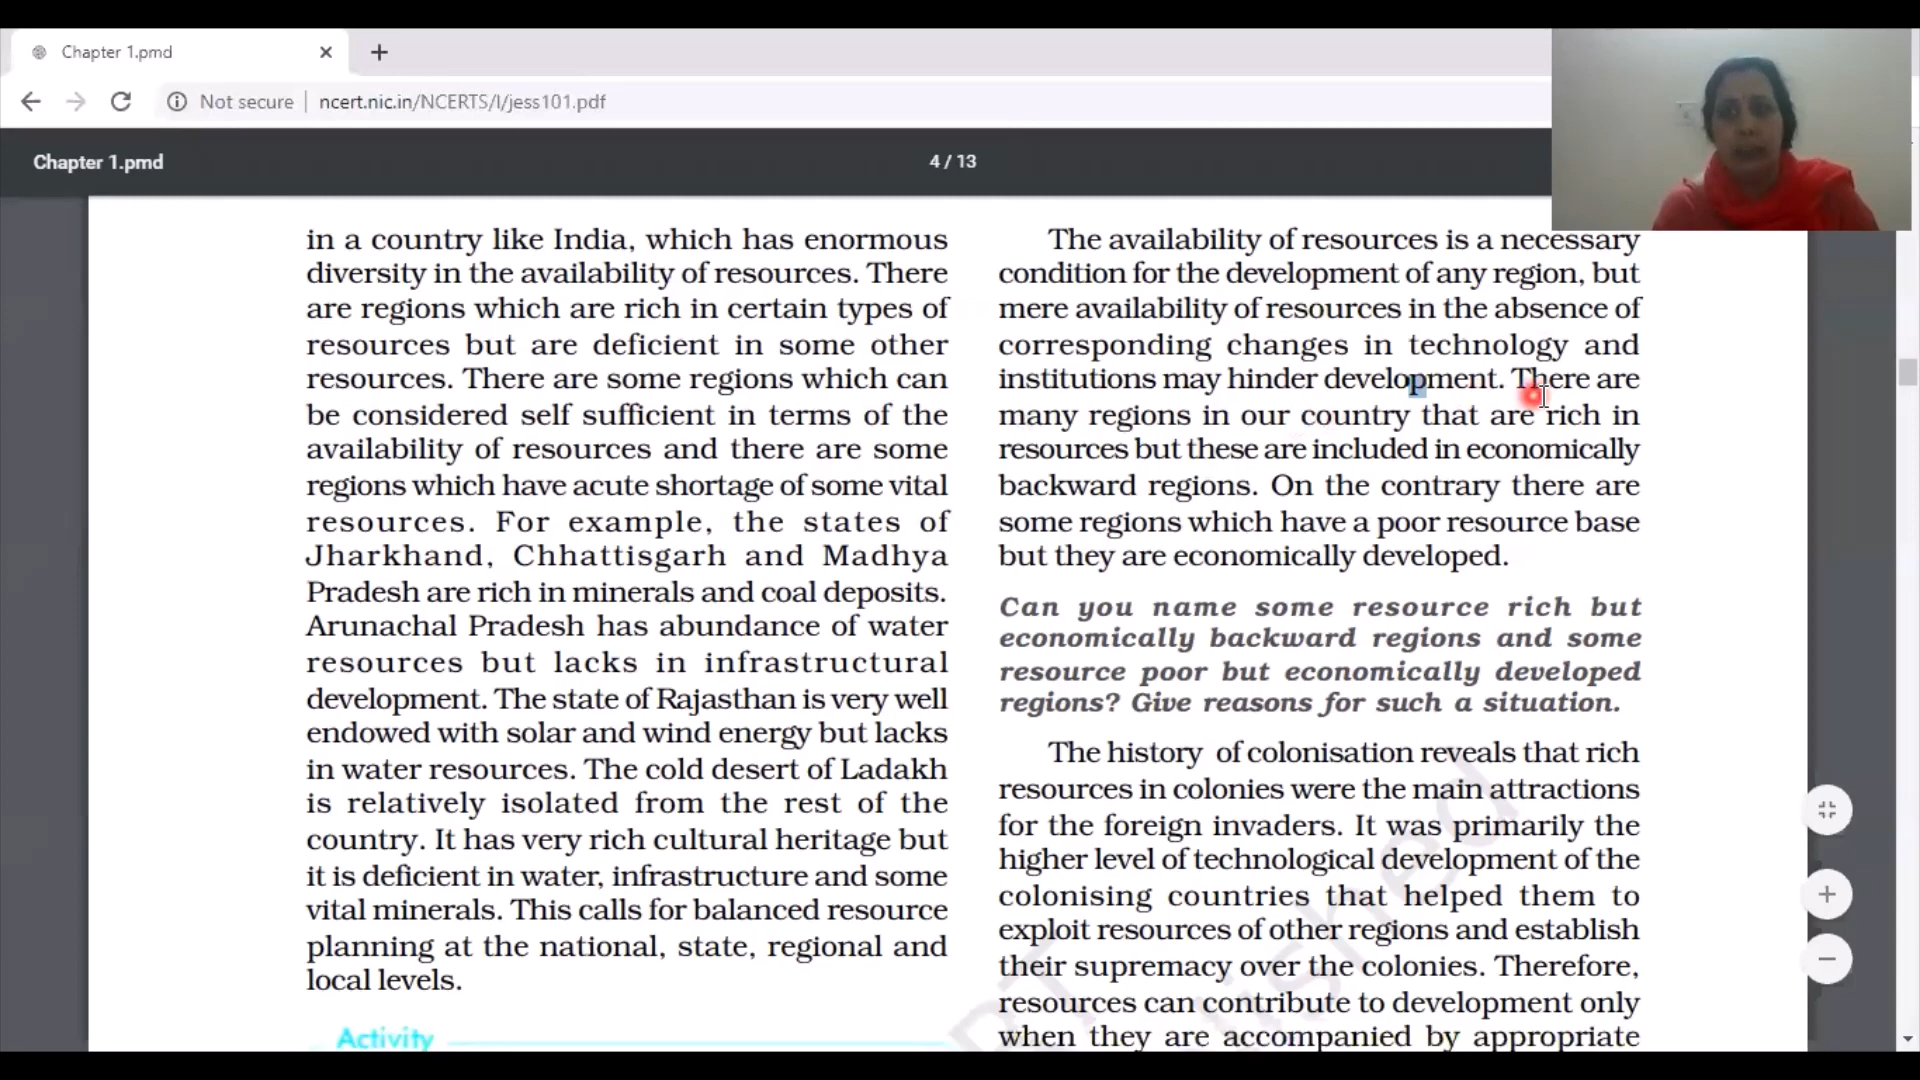 Chapter 1.pmd
Not secure
ncert.nic.in/NCERTS/l/jess101.pdf
Chapter 1.pmd
4 / 13
in a country like India, which has enormous
diversity in the availability of resources. There
are regions which are rich in certain types of
resources but are deficient in some other
resources. There are some regions which can
be considered self sufficient in terms of the
availability of resources and there are some
regions which have acute shortage of some vital
resources. For example, the states of
Jharkhand, Chhattisgarh and Madhya
Pradesh are rich in minerals and coal deposits.
Arunachal Pradesh has abundance of water
resources but lacks in infrastructural
development. The state of Rajasthan is very well
endowed with solar and wind energy but lacks
in water resources. The cold desert of Ladakh
is relatively isolated from the rest of the
country. It has very rich cultural heritage but
it is deficient in water, infrastructure and some
vital minerals. This calls for balanced resource
planning at the national, state, regional and
local levels.
Activity
The availability of resources is a necessary
condition for the development of any region, but
mere availability of resources in the absence of
corresponding changes in technology and
institutions may hinder development. There are
many regions in our country that are rich in
resources but these are included in economically
backward regions. On the contrary there are
some regions which have a poor resource base
but they are economically developed.
Can you name some resource rich but
economically backward regions and some
resource poor but economically developed
regions? Give reasons for such a situation.
The history of colonisation reveals that rich
resources in colonies were the main attractions
for the foreign invaders. It was primarily the
higher level of technological development of the
colonising countries that helped them to
exploit resources of other regions and establish
their supremacy over the colonies. Therefore,
resources can contribute to development only
when they are accompanied by appropriate